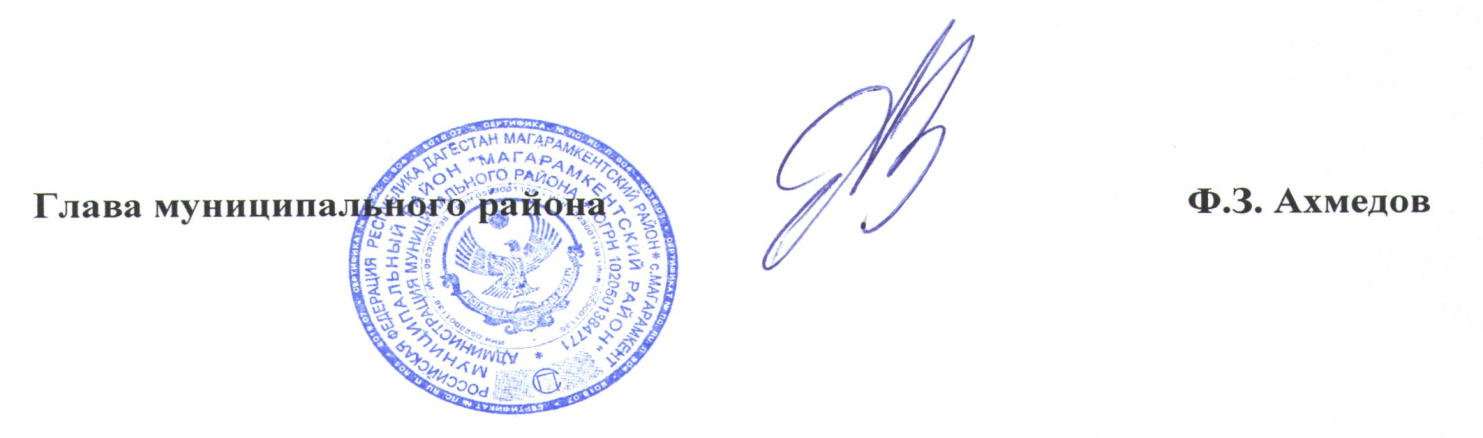 Глава муниципального района Ф.З. Ахмедов
РОССИЙСКАЯ ФЕДЕРАЦИЯ РЕСПУБЛИКА ДАГЕСТАН МАГАРАМКЕНТСКИЙ РАЙОН * с.МАГАРАМКЕНТ
МУНИЦИПАЛЬНЫЙ РАЙОН "МАГАРАМКЕНТСКИЙ РАЙОН"
* АДМИНИСТРАЦИЯ МУНИЦИПАЛЬНОГО РАЙОНА * ОГРН 1020501384771